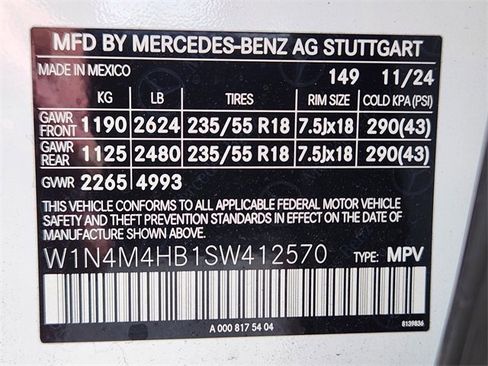 MFD BY MERCEDES-BENZ AG STUTTGART
MADE IN MEXICO 149 11/24
KG LB TIRES RIM SIZE COLD KPA(PSI)
GAWR FRONT 1190 2624 235/55 R18 7.5Jx18 290(43)
GAWR REAR 1125 2480 235/55 R18 7.5Jx18 290(43)
GVWR 2265 4993
THIS VEHICLE CONFORMS TO ALL APPLICABLE FEDERAL MOTOR VEHICLE
SAFETY AND THEFT PREVENTION STANDARDS IN EFFECT ON THE DATE
OF MANUFACTURE SHOWN ABOVE.
W1N4M4HB1SW412570 TYPE: MPV
A 000 817 54 04 8139836